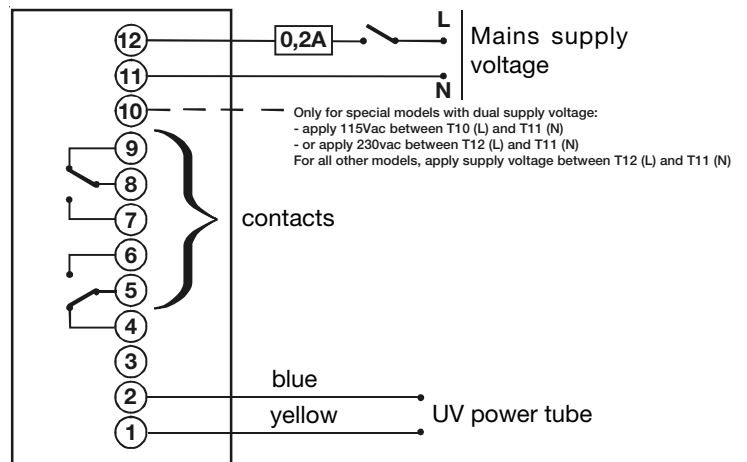 12
0,2A
L
Mains supply
voltage
11
N
10
Only for special models with dual supply voltage:
- apply 115Vac between T10 (L) and T11 (N)
- or apply 230vac between T12 (L) and T11 (N)
For all other models, apply supply voltage between T12 (L) and T11 (N)
9
8
7
contacts
6
5
4
3
2
blue
1
yellow
UV power tube